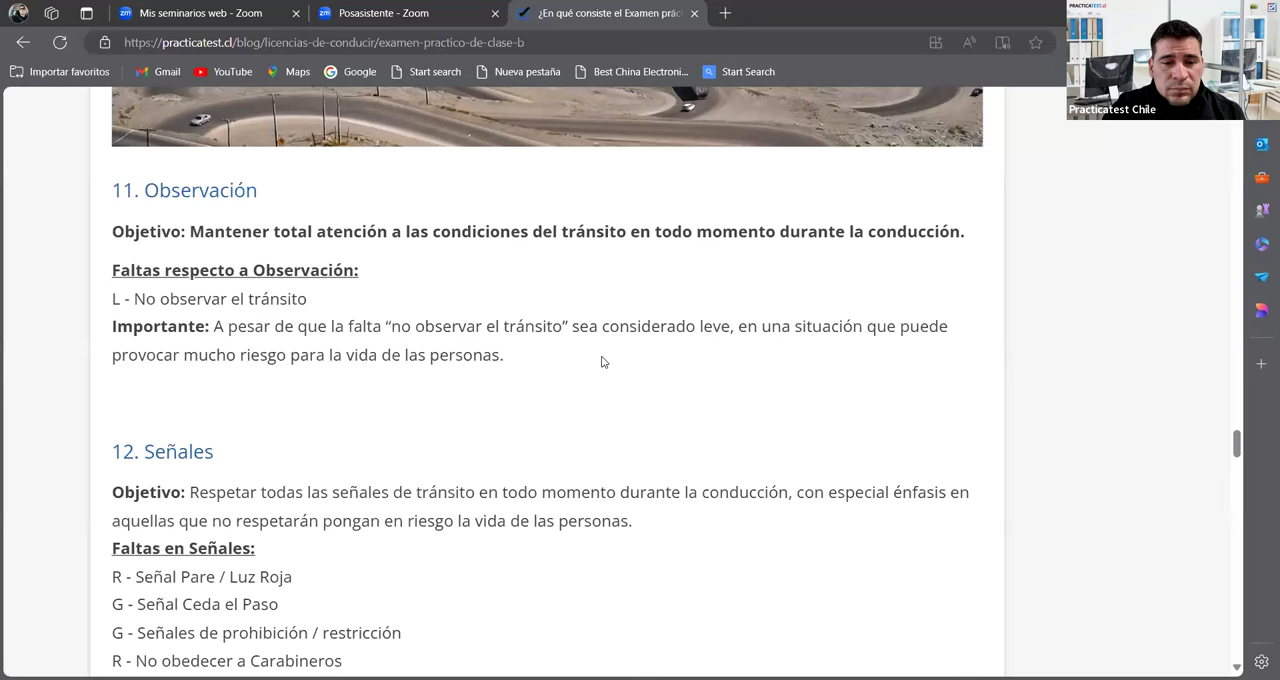 Mis seminarios web - Zoom
Posasistente - Zoom
¿En qué consiste el Examen prác
https://practicatest.cl/blog/licencias-de-conducir/examen-practico-de-clase-b
Importar favoritos
Gmail
YouTube
Maps
Google
Start search
Nueva pestaña
Best China Electroni...
Start Search
PRACTICATEST.cl
Practicatest Chile
11. Observación
Objetivo: Mantener total atención a las condiciones del tránsito en todo momento durante la conducción.
Faltas respecto a Observación:
L - No observar el tránsito
Importante: A pesar de que la falta “no observar el tránsito” sea considerado leve, en una situación que puede
provocar mucho riesgo para la vida de las personas.
12. Señales
Objetivo: Respetar todas las señales de tránsito en todo momento durante la conducción, con especial énfasis en
aquellas que no respetarán pongan en riesgo la vida de las personas.
Faltas en Señales:
R - Señal Pare / Luz Roja
G - Señal Ceda el Paso
G - Señales de prohibición / restricción
R - No obedecer a Carabineros